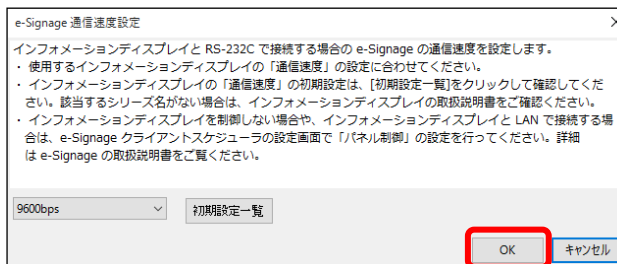 e-Signage 通信速度設定
インフォメーションディスプレイと RS-232C で接続する場合の e-Signage の通信速度を設定します。
・ 使用するインフォメーションディスプレイの「通信速度」の設定に合わせてください。
・ インフォメーションディスプレイの「通信速度」の初期設定は、[初期設定一覧]をクリックして確認してくだ
さい。該当するシリーズ名がない場合は、インフォメーションディスプレイの取扱説明書をご確認ください。
・ インフォメーションディスプレイを制御しない場合や、インフォメーションディスプレイと LAN で接続する場
合は、e-Signage クライアントスケジューラの設定画面で「パネル制御」の設定を行ってください。詳細
は e-Signage の取扱説明書をご覧ください。
9600bps 初期設定一覧
OK キャンセル